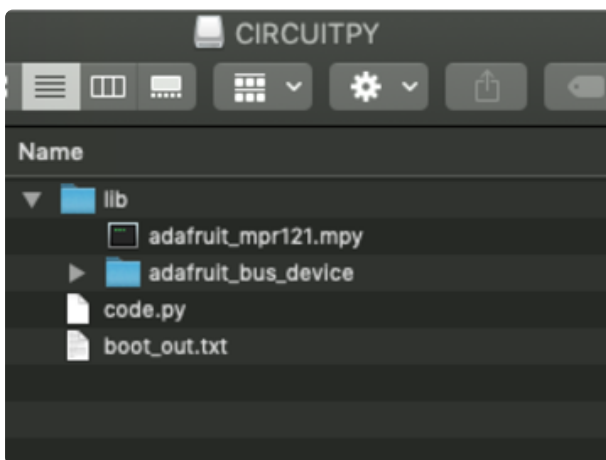 CIRCUITPY
Name
lib
adafruit_mpr121.mpy
adafruit_bus_device
code.py
boot_out.txt